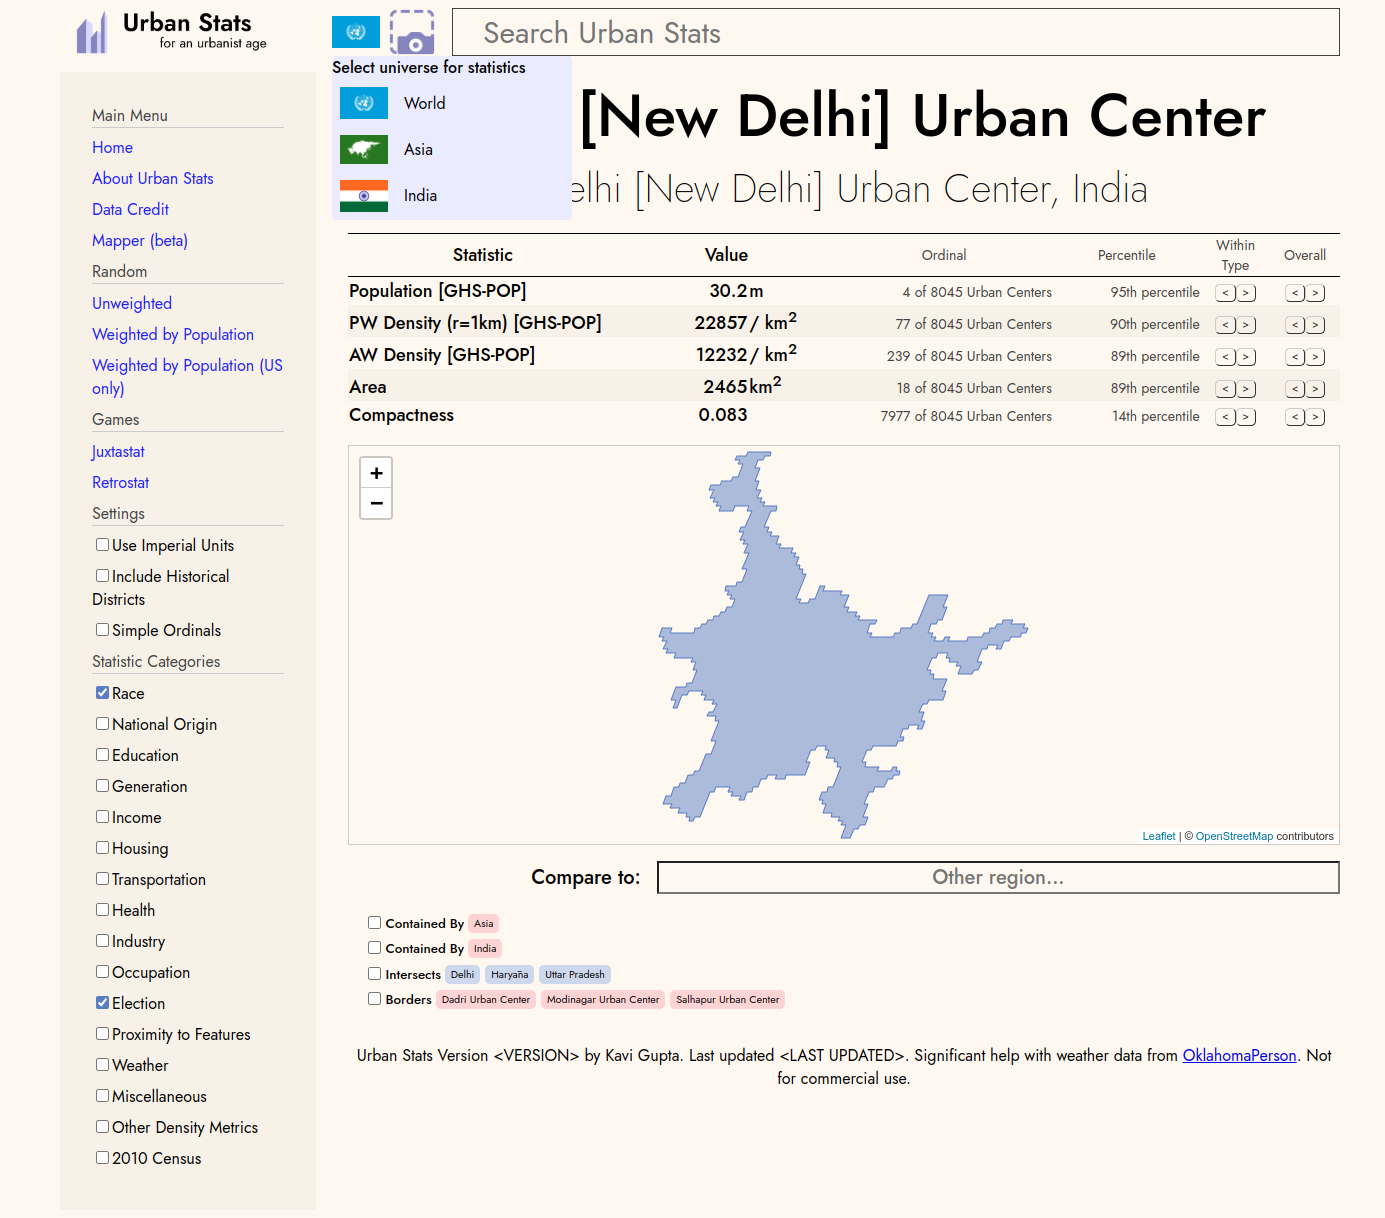 Urban Stats
for an urbanist age
Search Urban Stats
Select universe for statistics
World
Asia
India
[New Delhi] Urban Center
elhi [New Delhi] Urban Center, India
Main Menu
Home
About Urban Stats
Data Credit
Mapper (beta)
Random
Unweighted
Weighted by Population
Weighted by Population (US
only)
Games
Juxtastat
Retrostat
Settings
Use Imperial Units
Include Historical
Districts
Simple Ordinals
Statistic Categories
Race
National Origin
Education
Generation
Income
Housing
Transportation
Health
Industry
Occupation
Election
Proximity to Features
Weather
Miscellaneous
Other Density Metrics
2010 Census
Statistic Value Ordinal Percentile Within Type Overall
Population [GHS-POP] 30.2 m 4 of 8045 Urban Centers 95th percentile < > < >
PW Density (r=1km) [GHS-POP] 22857 / km² 77 of 8045 Urban Centers 90th percentile < > < >
AW Density [GHS-POP] 12232 / km² 239 of 8045 Urban Centers 89th percentile < > < >
Area 2465 km² 18 of 8045 Urban Centers 89th percentile < > < >
Compactness 0.083 7977 of 8045 Urban Centers 14th percentile < > < >
+
−
Leaflet | © OpenStreetMap contributors
Compare to: Other region...
Contained By Asia
Contained By India
Intersects Delhi Haryaña Uttar Pradesh
Borders Dadri Urban Center Modinagar Urban Center Salhapur Urban Center
Urban Stats Version <VERSION> by Kavi Gupta. Last updated <LAST UPDATED>. Significant help with weather data from OklahomaPerson. Not
for commercial use.